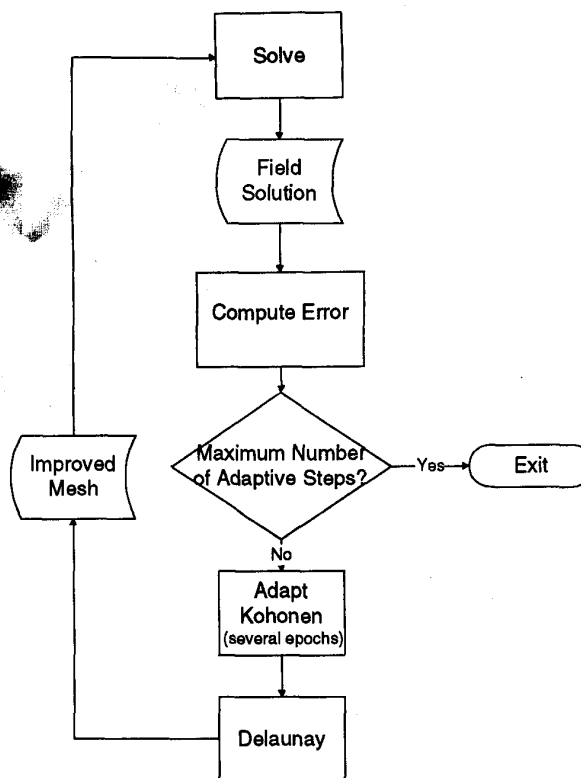 Solve
Field
Solution
Compute Error
Maximum Number
of Adaptive Steps?
Yes
Exit
No
Adapt
Kohonen
(several epochs)
Delaunay
Improved
Mesh